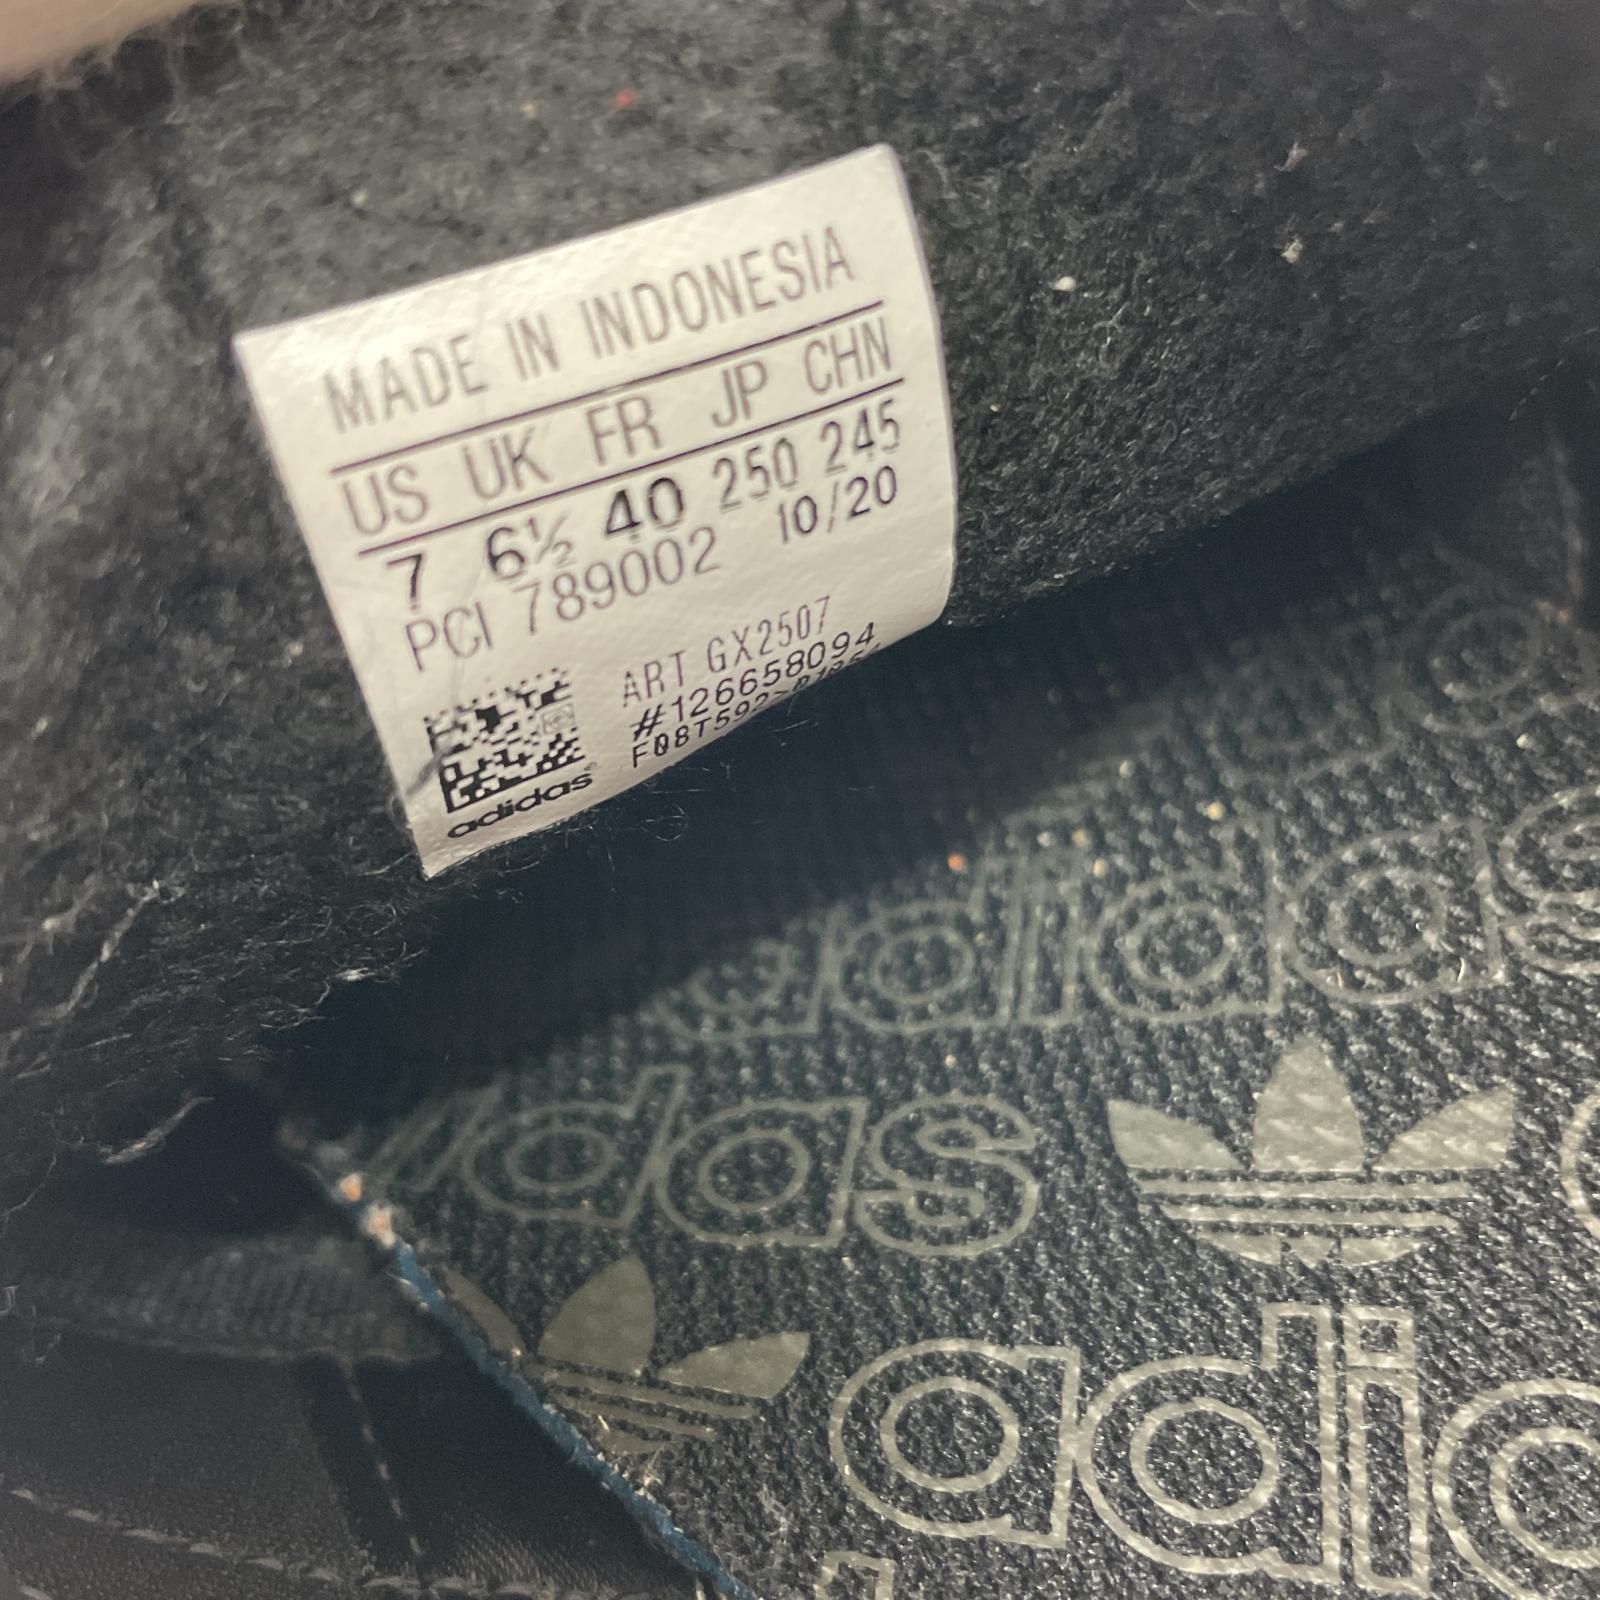 MADE IN INDONESIA
US UK FR JP CHN
7 6½ 40 250 245
PCI 789002 10/20
ART GX2507
#126658094
adidas
adidas
adidas